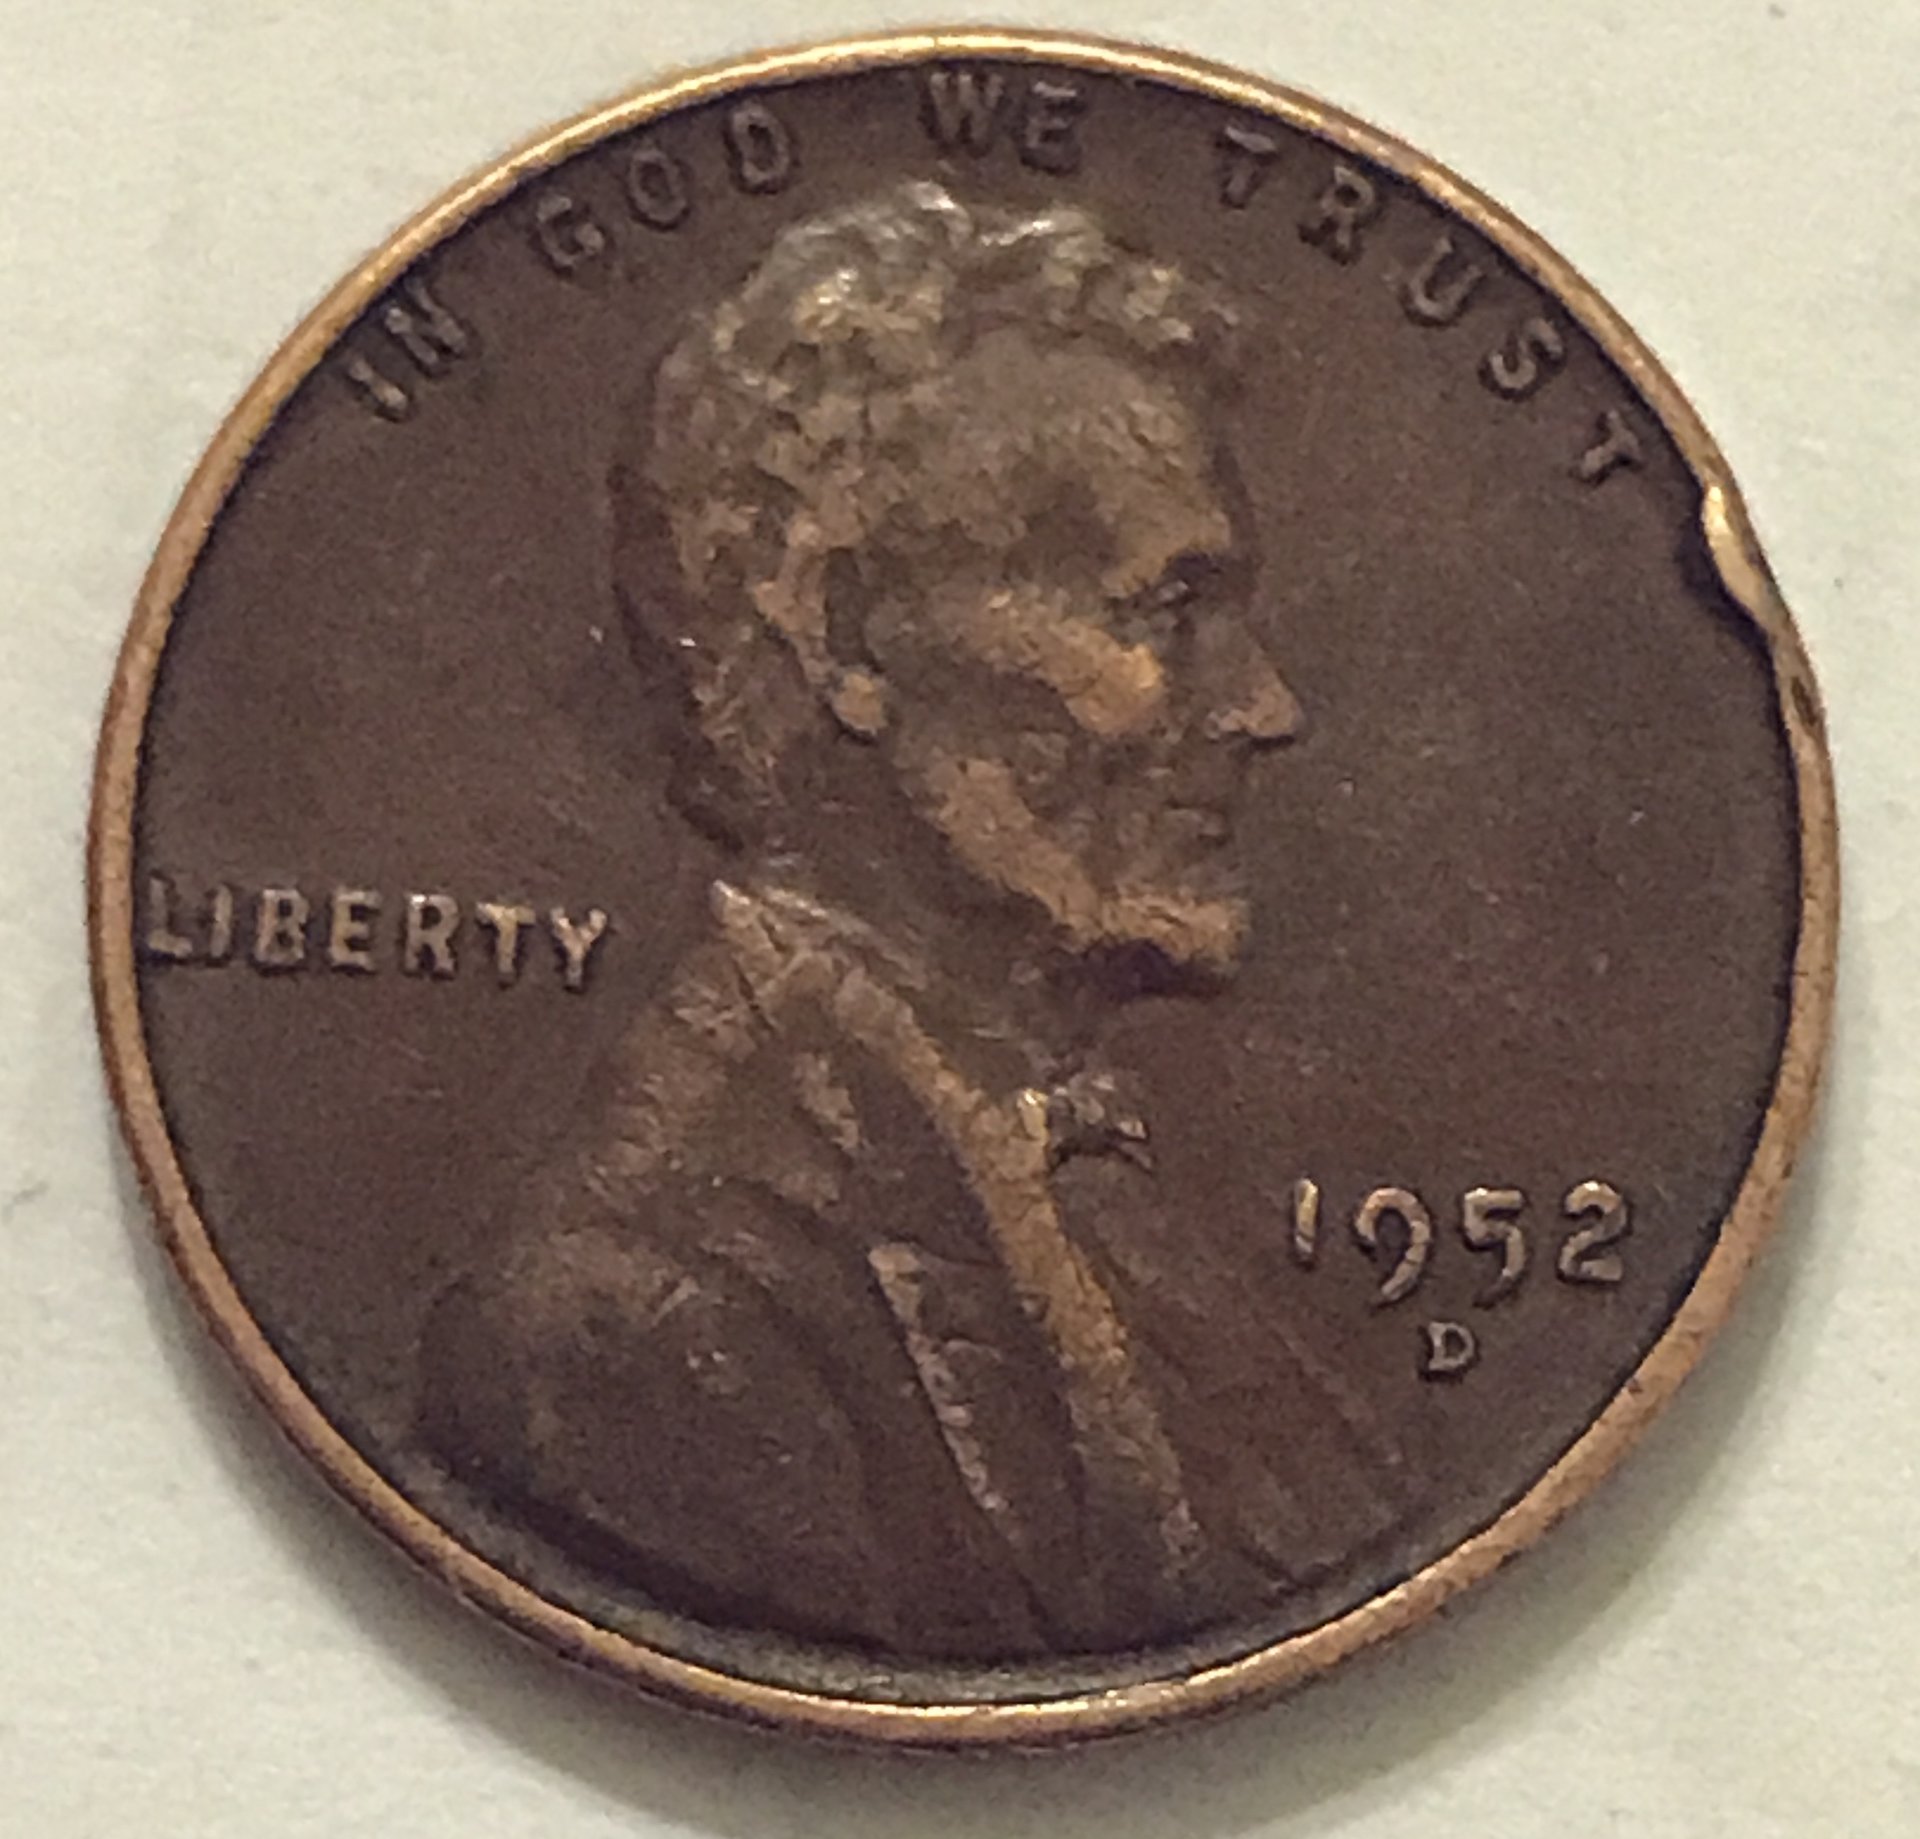 IN GOD WE TRUST
LIBERTY
1952
D